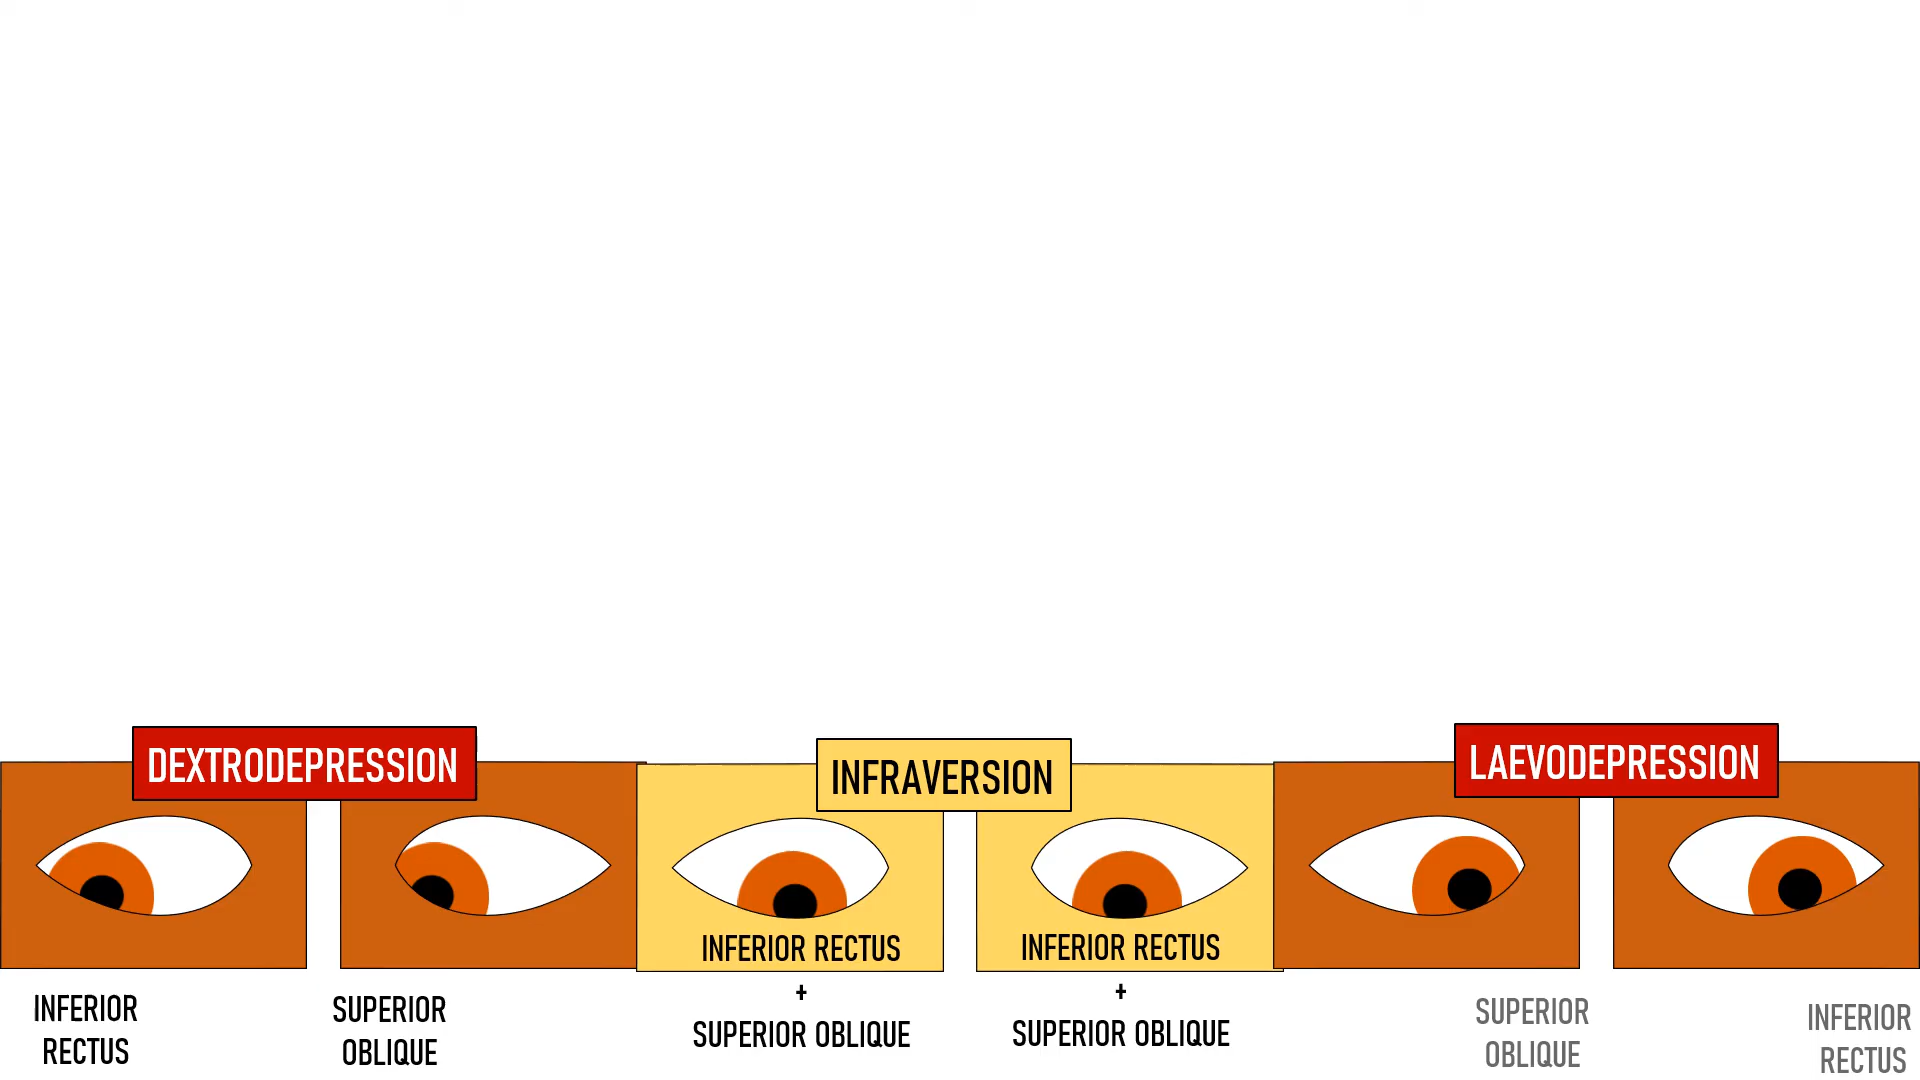 DEXTRODEPRESSION
INFRAVERSION
LAEVODEPRESSION
INFERIOR
RECTUS
SUPERIOR
OBLIQUE
INFERIOR RECTUS
+
SUPERIOR OBLIQUE
INFERIOR RECTUS
+
SUPERIOR OBLIQUE
SUPERIOR
OBLIQUE
INFERIOR
RECTUS